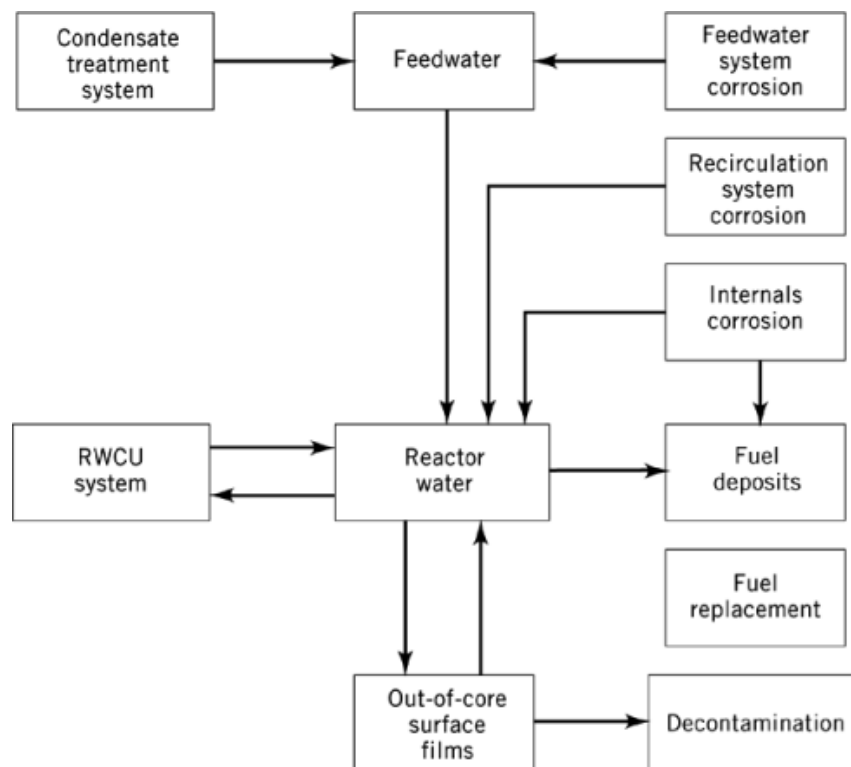 Condensate
treatment
system
Feedwater
Feedwater
system
corrosion
Recirculation
system
corrosion
Internals
corrosion
RWCU
system
Reactor
water
Fuel
deposits
Fuel
replacement
Out-of-core
surface
films
Decontamination